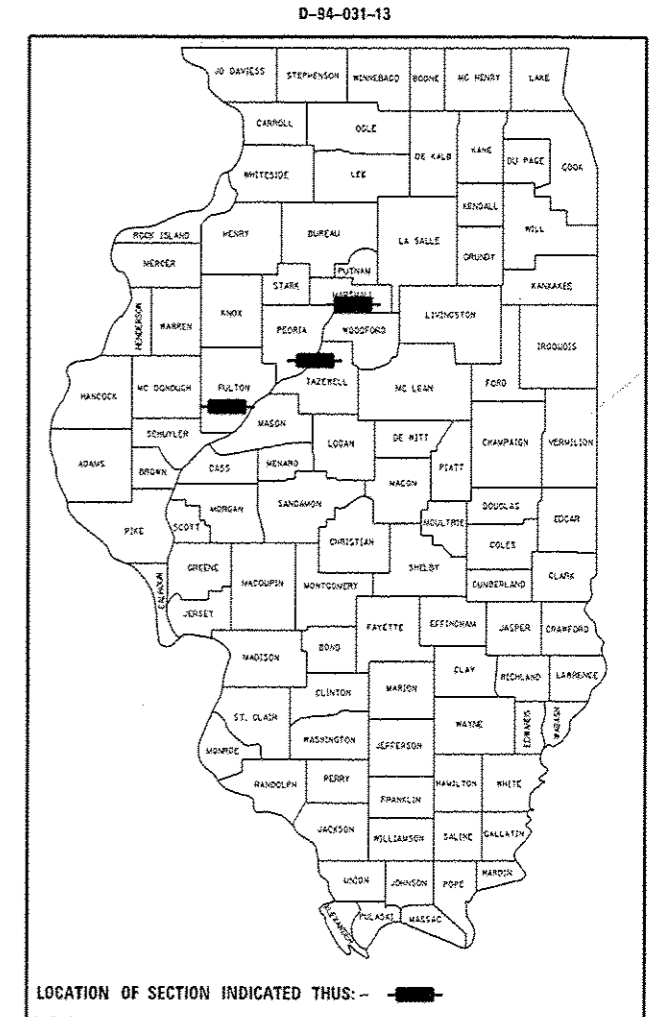 D-94-031-13
JO DAVIESS STEPHENSON WINNEBAGO BOONE MC HENRY LAKE
CARROLL OGLE
DE KALB KANE DU PAGE COOK
WHITESIDE LEE
KENDALL
ROCK ISLAND HENRY BUREAU LA SALLE GRUNDY WILL
MERCER PUTNAM
STARK MARSHALL KANKAKEE
HENDERSON WARREN KNOX PEORIA WOODFORD LIVINGSTON
IROQUOIS
HANCOCK MC DONOUGH FULTON TAZEWELL MC LEAN FORD
MASON
SCHUYLER LOGAN DE WITT CHAMPAIGN VERMILION
ADAMS BROWN CASS MENARD PIATT
MACON
MORGAN SANGAMON DOUGLAS EDGAR
PIKE SCOTT MOULTRIE
CHRISTIAN COLES
GREENE SHELBY CLARK
CALHOUN MACOUPIN MONTGOMERY CUMBERLAND
JERSEY
FAYETTE EFFINGHAM JASPER CRAWFORD
MADISON BOND
CLAY RICHLAND LAWRENCE
CLINTON MARION
ST. CLAIR WAYNE EDWARDS WABASH
WASHINGTON JEFFERSON
MONROE
RANDOLPH PERRY HAMILTON WHITE
FRANKLIN
JACKSON WILLIAMSON SALINE GALLATIN
UNION JOHNSON POPE HARDIN
ALEXANDER PULASKI MASSAC
LOCATION OF SECTION INDICATED THUS: -